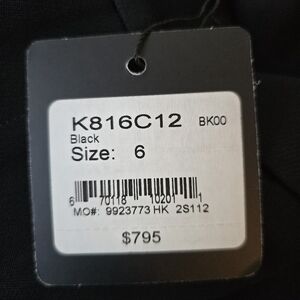 K816C12 BK00
Black
Size: 6
6 70118 10201 1
MO#: 9923773 HK 2S112
$795